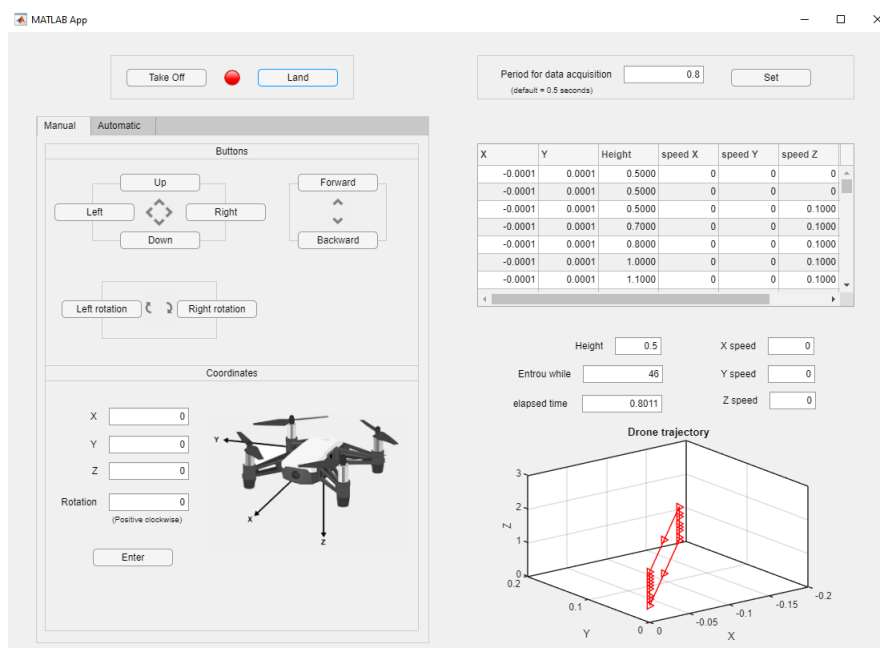 MATLAB App
Take Off
Land
Period for data acquisition 0.8 Set
(default = 0.5 seconds)
Manual Automatic
Buttons
Up
Left Right
Down
Forward
Backward
Left rotation Right rotation
Coordinates
X 0
Y 0
Z 0
Rotation 0
(Positive clockwise)
Enter
Y
X
Z
X Y Height speed X speed Y speed Z
-0.0001 0.0001 0.5000 0 0 0
-0.0001 0.0001 0.5000 0 0 0
-0.0001 0.0001 0.5000 0 0 0.1000
-0.0001 0.0001 0.7000 0 0 0.1000
-0.0001 0.0001 0.8000 0 0 0.1000
-0.0001 0.0001 1.0000 0 0 0.1000
-0.0001 0.0001 1.1000 0 0 0.1000
Height 0.5 X speed 0
Entrou while 46 Y speed 0
elapsed time 0.8011 Z speed 0
Drone trajectory
3
2
1
0
Z
0.2
0.1
0
Y
0
-0.05
-0.1
-0.15
-0.2
X